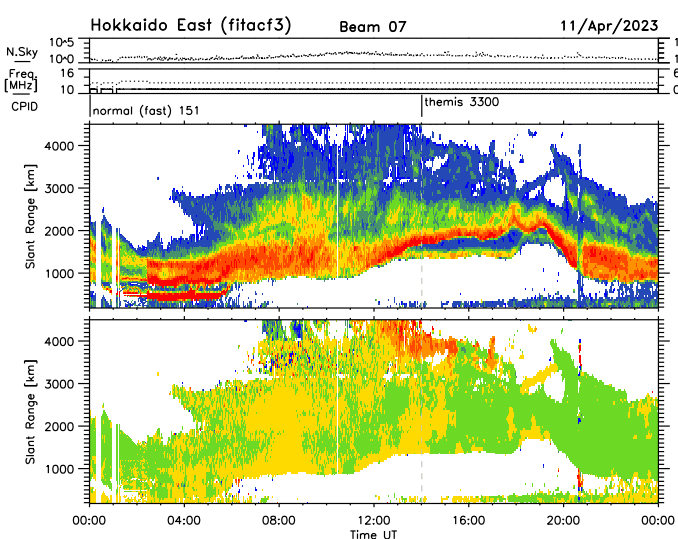 Hokkaido East (fitacf3) Beam 07 11/Apr/2023
N.Sky 10^5 10^0 1 1
Freq. [MHz] 16 10 6 0
CPID normal (fast) 151 themis 3300
Slant Range [km] 4000 3000 2000 1000
Slant Range [km] 4000 3000 2000 1000
00:00 04:00 08:00 12:00 16:00 20:00 00:00
Time UT